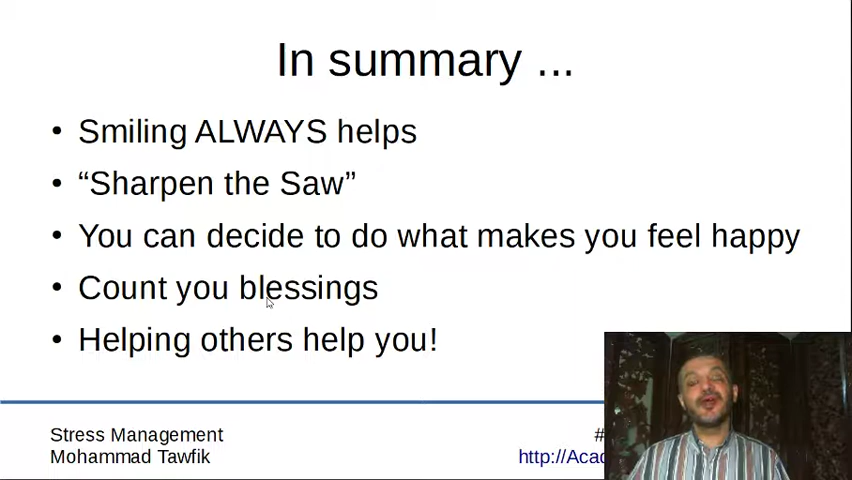 In summary ...
• Smiling ALWAYS helps
• “Sharpen the Saw”
• You can decide to do what makes you feel happy
• Count you blessings
• Helping others help you!
Stress Management
#
Mohammad Tawfik
http://Acad